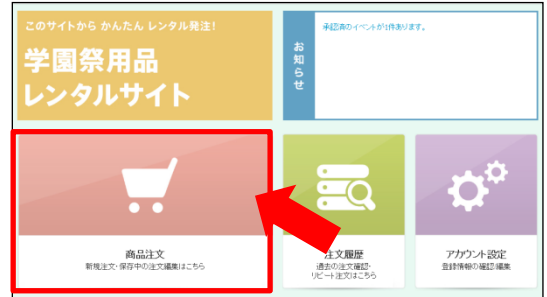 このサイトから かんたん レンタル発注!
学園祭用品
レンタルサイト
お知らせ
承認済のイベントが1件あります。
商品注文
新規注文・保存中の注文編集はこちら
注文履歴
過去の注文確認・
リピート注文はこちら
アカウント設定
登録情報の確認・編集